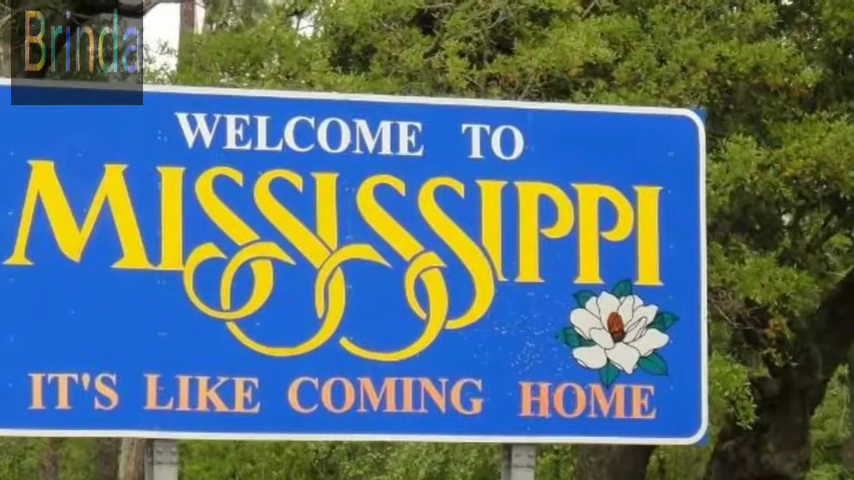 Brinda
WELCOME TO
MISSISSIPPI
IT'S LIKE COMING HOME